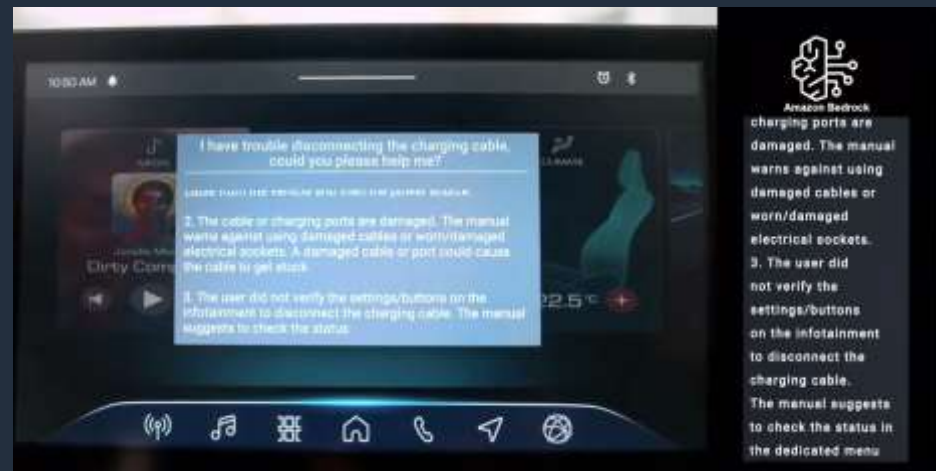 10:50 AM
I have trouble disconnecting the charging cable,
could you please help me?
2. The cable or charging ports are damaged. The manual
warns against using damaged cables or worn/damaged
electrical sockets. A damaged cable or port could cause
the cable to get stuck.
3. The user did not verify the settings/buttons on the
infotainment to disconnect the charging cable. The manual
suggests to check the status
Dirty
22.5 °C
Amazon Bedrock
charging ports are
damaged. The manual
warns against using
damaged cables or
worn/damaged
electrical sockets.
3. The user did
not verify the
settings/buttons
on the infotainment
to disconnect the
charging cable.
The manual suggests
to check the status in
the dedicated menu